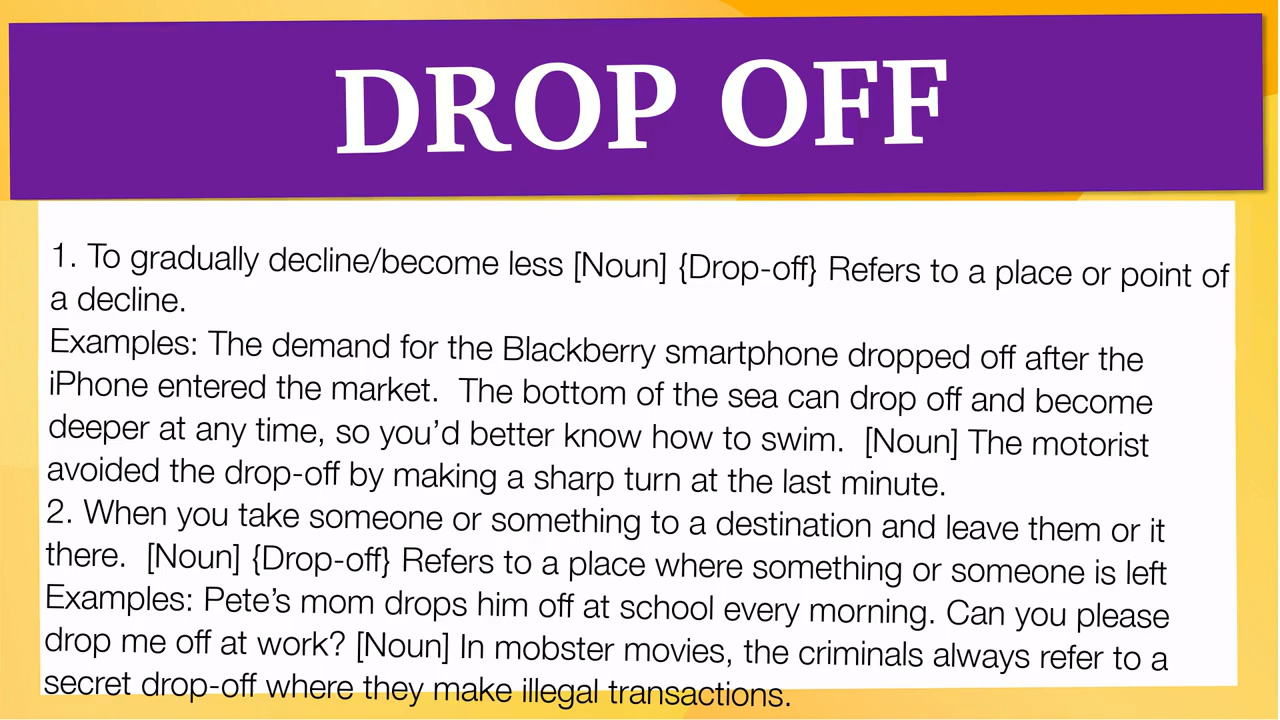 DROP OFF
1. To gradually decline/become less [Noun] {Drop-off} Refers to a place or point of
a decline.
Examples: The demand for the Blackberry smartphone dropped off after the
iPhone entered the market.  The bottom of the sea can drop off and become
deeper at any time, so you’d better know how to swim.  [Noun] The motorist
avoided the drop-off by making a sharp turn at the last minute.
2. When you take someone or something to a destination and leave them or it
there.  [Noun] {Drop-off} Refers to a place where something or someone is left
Examples: Pete’s mom drops him off at school every morning. Can you please
drop me off at work? [Noun] In mobster movies, the criminals always refer to a
secret drop-off where they make illegal transactions.